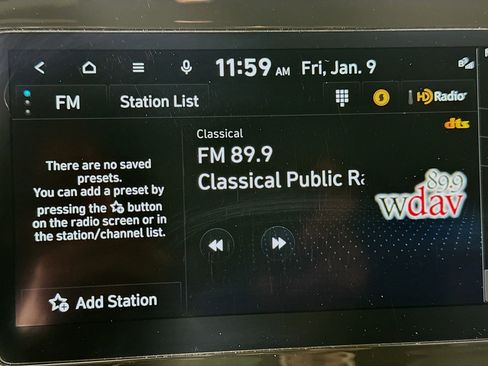 11:59 AM Fri, Jan. 9
FM
Station List
HD Radio
dts
Classical
FM 89.9
Classical Public Ra
89.9
wdav
There are no saved
presets.
You can add a preset by
pressing the button
on the radio screen or in
the station/channel list.
Add Station